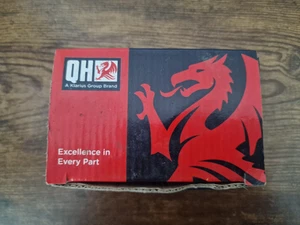 QH
A Klarius Group Brand
Excellence in
Every Part